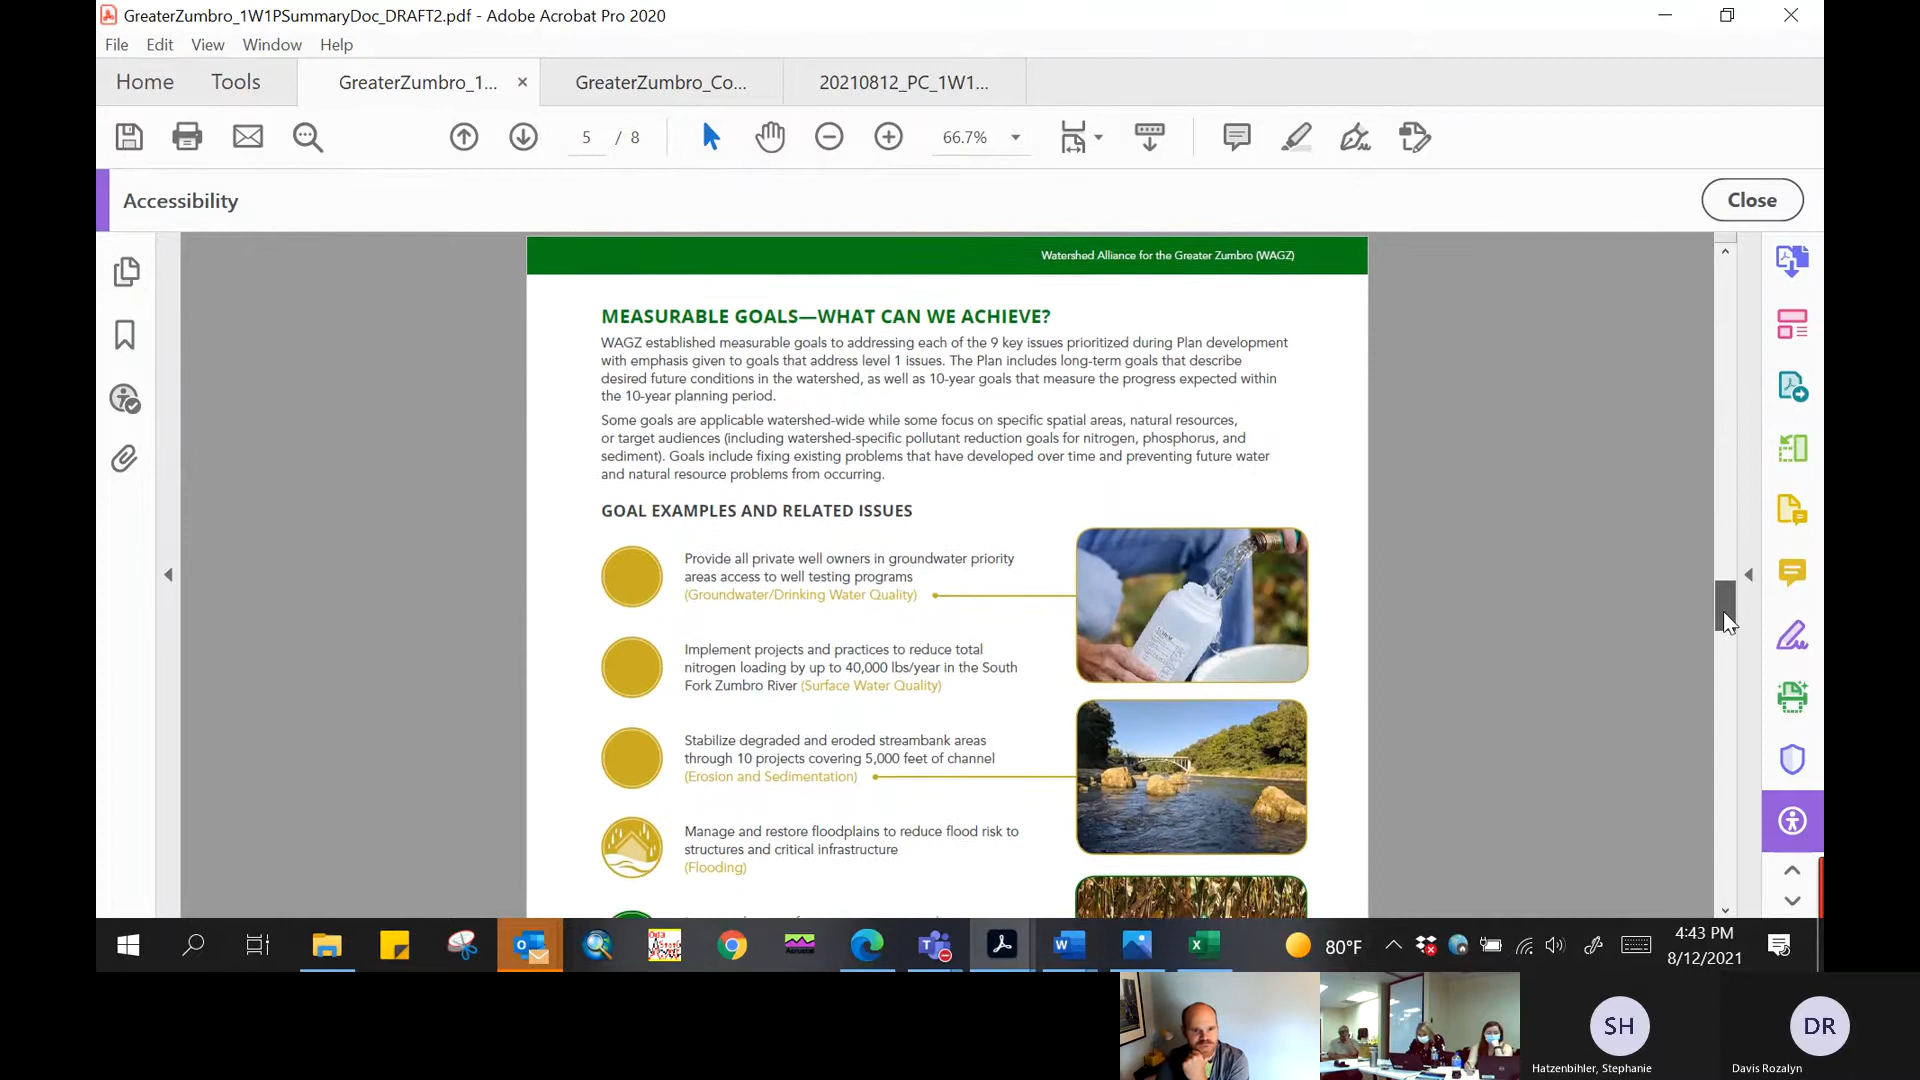 GreaterZumbro_1W1PSummaryDoc_DRAFT2.pdf - Adobe Acrobat Pro 2020
File Edit View Window Help
Home Tools GreaterZumbro_1... × GreaterZumbro_Co... 20210812_PC_1W1...
5 / 8 66.7%
Accessibility Close
Watershed Alliance for the Greater Zumbro (WAGZ)
MEASURABLE GOALS—WHAT CAN WE ACHIEVE?
WAGZ established measurable goals to addressing each of the 9 key issues prioritized during Plan development
with emphasis given to goals that address level 1 issues. The Plan includes long-term goals that describe
desired future conditions in the watershed, as well as 10-year goals that measure the progress expected within
the 10-year planning period.
Some goals are applicable watershed-wide while some focus on specific spatial areas, natural resources,
or target audiences (including watershed-specific pollutant reduction goals for nitrogen, phosphorus, and
sediment). Goals include fixing existing problems that have developed over time and preventing future water
and natural resource problems from occurring.
GOAL EXAMPLES AND RELATED ISSUES
Provide all private well owners in groundwater priority
areas access to well testing programs
(Groundwater/Drinking Water Quality)
Implement projects and practices to reduce total
nitrogen loading by up to 40,000 lbs/year in the South
Fork Zumbro River (Surface Water Quality)
Stabilize degraded and eroded streambank areas
through 10 projects covering 5,000 feet of channel
(Erosion and Sedimentation)
Manage and restore floodplains to reduce flood risk to
structures and critical infrastructure
(Flooding)
80°F
4:43 PM
8/12/2021
SH
Hatzenbihler, Stephanie
DR
Davis Rozalyn